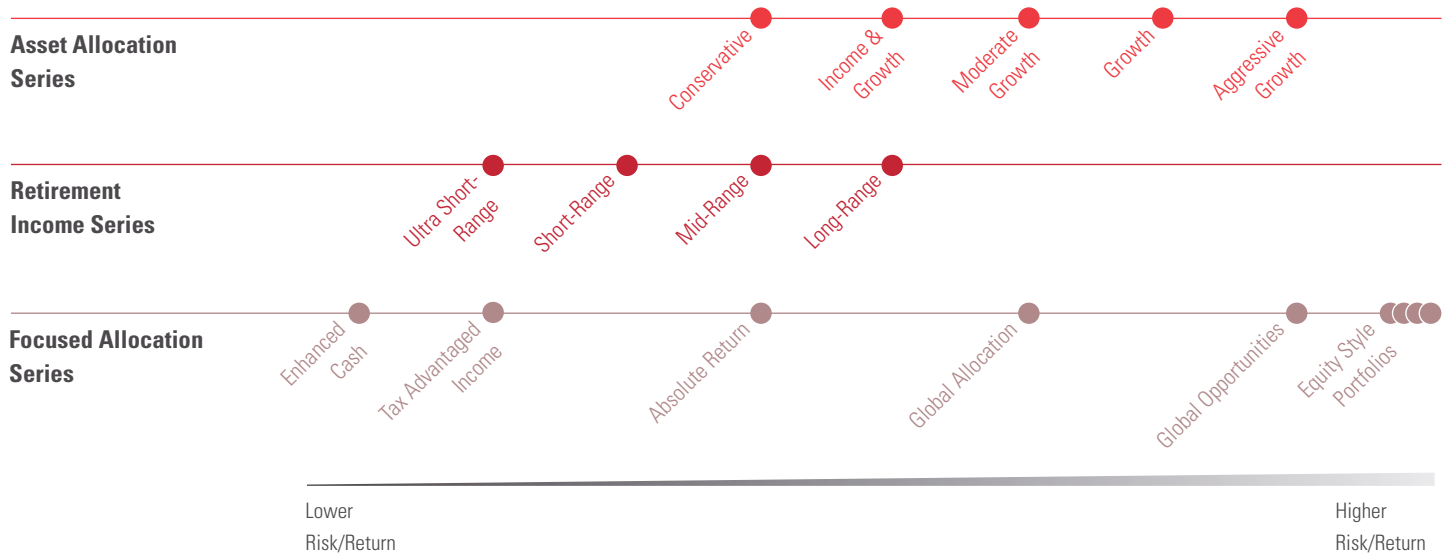 Asset Allocation
Series
Conservative
Income &
Growth
Moderate
Growth
Growth
Aggressive
Growth
Retirement
Income Series
Ultra Short-
Range
Short-Range
Mid-Range
Long-Range
Focused Allocation
Series
Enhanced
Cash
Tax Advantaged
Income
Absolute Return
Global Allocation
Global Opportunities
Equity Style
Portfolios
Lower
Risk/Return
Higher
Risk/Return